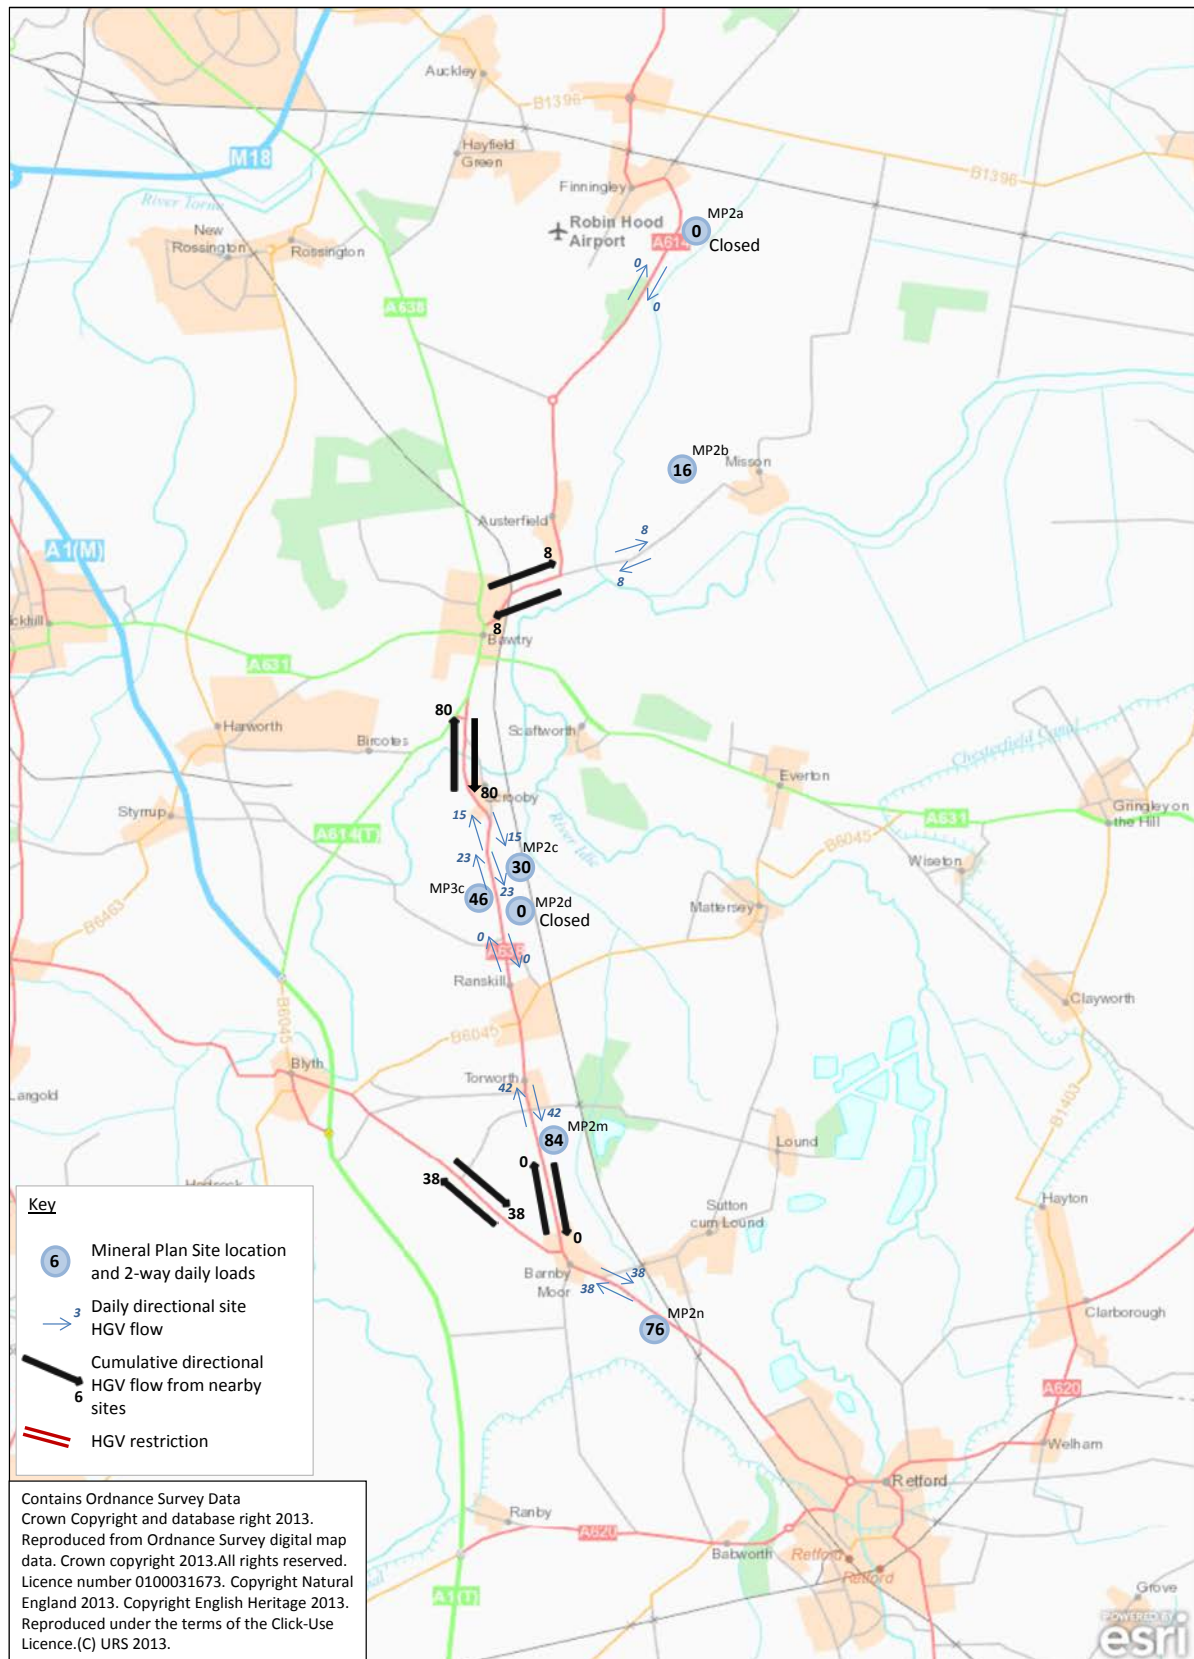 Auckley
B1396
M18
Hayfield
Green
River Torne
Finningley
B1396
MP2a
0
Closed
New
Rossington
Rossington
Robin Hood
Airport
A614
0
0
A638
MP2b
16
Misson
Austerfield
A1(M)
8
8
8
8
Bawtry
A631
80
Harworth
Bircotes
Scaftworth
Chesterfield Canal
80
Scrooby
Everton
Styrrup
Gringley on
the Hill
A614(T)
15
15
River Idle
A631
B6045
MP2c
30
Wiseton
23
23
MP3c
46
MP2d
0
Closed
Mattersey
B6463
0
0
A638
Ranskill
Clayworth
B6045
B6045
Blyth
Torworth
42
42
Langold
B1403
MP2m
84
Lound
0
38
38
0
Hodsock
Sutton
cum Lound
Hayton
Barnby
Moor
38
38
MP2n
76
Clarborough
A620
Welham
Retford
Ranby
A620
Babworth
Retford
Retford
A1(T)
Grove
Key
6 Mineral Plan Site location
and 2-way daily loads
3 Daily directional site
HGV flow
Cumulative directional
HGV flow from nearby
6 sites
HGV restriction
Contains Ordnance Survey Data
Crown Copyright and database right 2013.
Reproduced from Ordnance Survey digital map
data. Crown copyright 2013.All rights reserved.
Licence number 0100031673. Copyright Natural
England 2013. Copyright English Heritage 2013.
Reproduced under the terms of the Click-Use
Licence.(C) URS 2013.
POWERED BY
esri